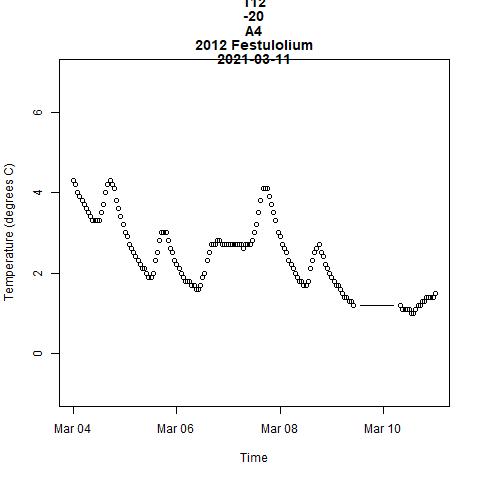 T12
-20
A4
2012 Festulolium
2021-03-11
Temperature (degrees C)
6
4
2
0
Mar 04
Mar 06
Mar 08
Mar 10
Time